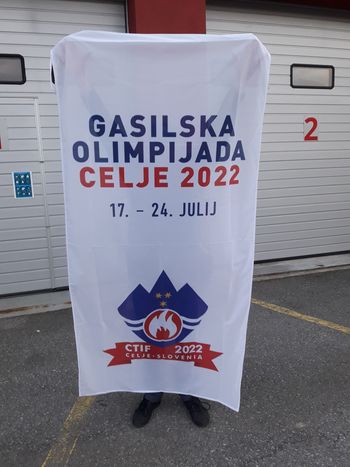 GASILSKA
OLIMPIJADA
CELJE 2022
17. – 24. JULIJ
CTIF 2022
CELJE-SLOVENIA
2